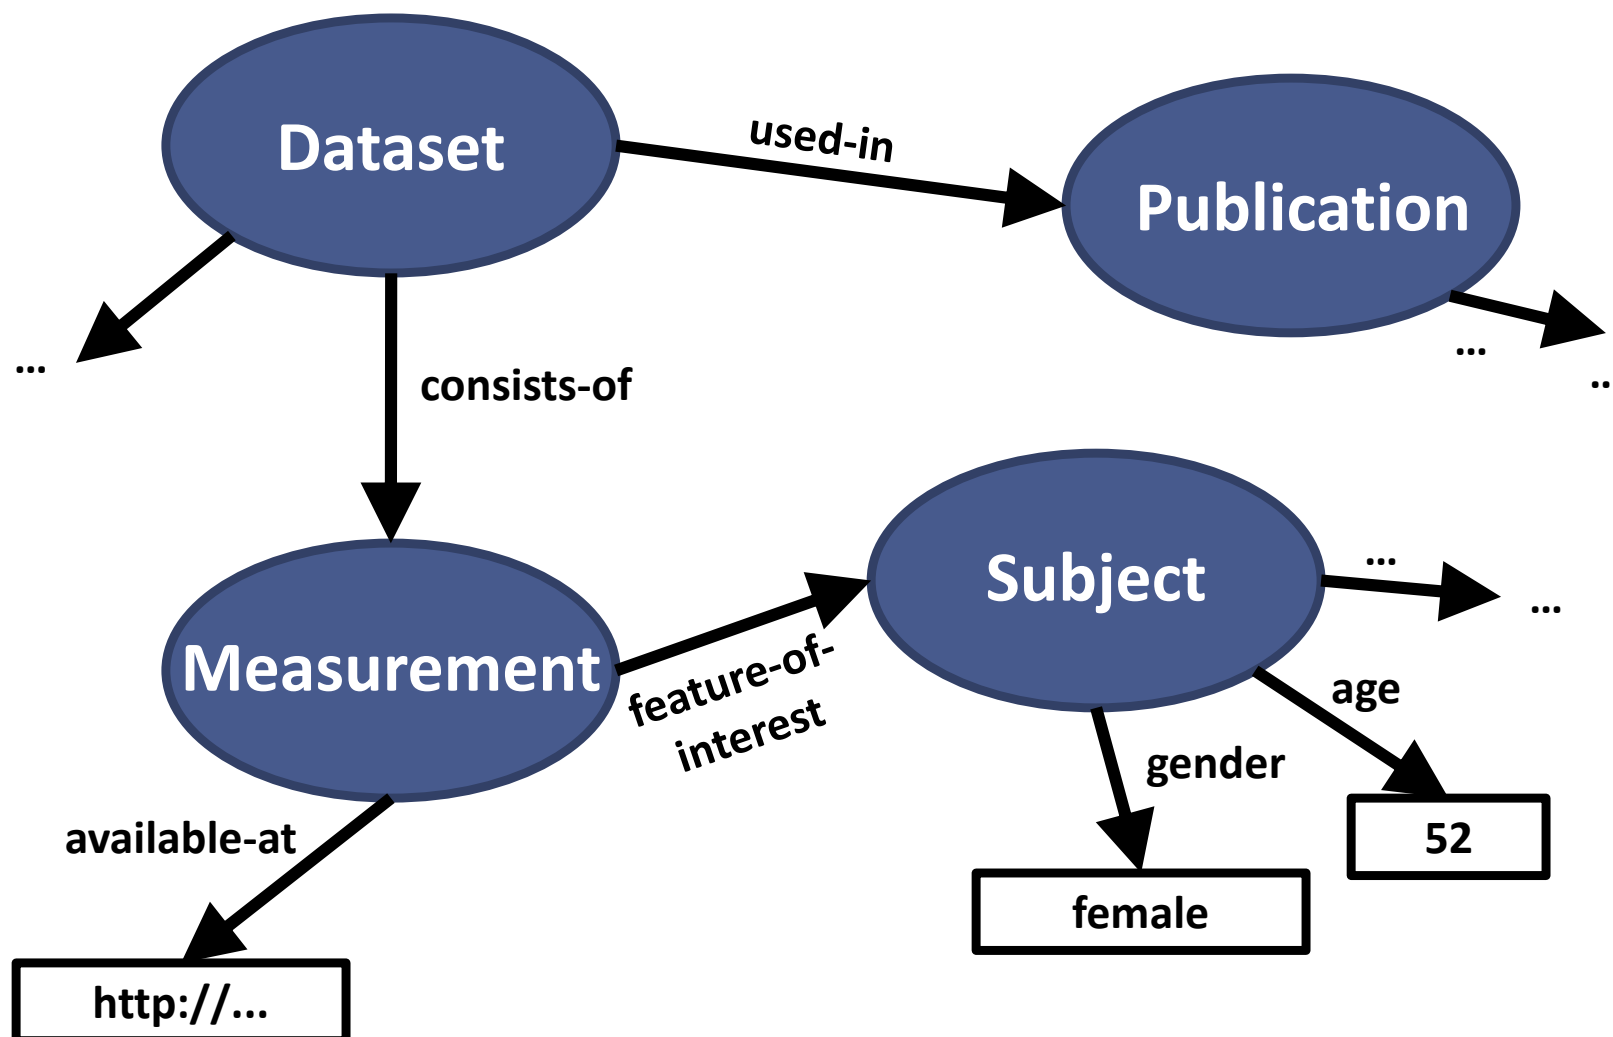 Dataset
used-in
Publication
...
consists-of
...
..
Measurement
feature-of-
interest
Subject
...
...
age
gender
52
female
available-at
http://...